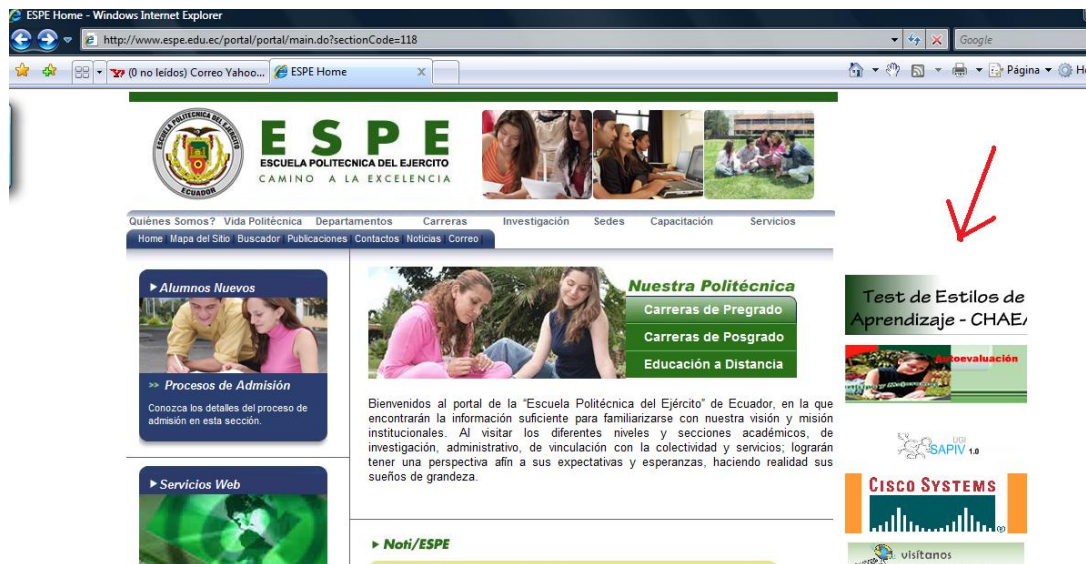 ESPE Home - Windows Internet Explorer
http://www.espe.edu.ec/portal/portal/main.do?sectionCode=118
Google
(0 no leídos) Correo Yahoo...
ESPE Home
Página
ESCUELA POLITECNICA DEL EJERCITO
ECUADOR
ESPE
ESCUELA POLITECNICA DEL EJERCITO
CAMINO A LA EXCELENCIA
Quiénes Somos? Vida Politécnica Departamentos Carreras Investigación Sedes Capacitación Servicios
Home Mapa del Sitio Buscador Publicaciones Contactos Noticias Correo
Alumnos Nuevos
>> Procesos de Admisión
Conozca los detalles del proceso de
admisión en esta sección.
Servicios Web
Nuestra Politécnica
Carreras de Pregrado
Carreras de Posgrado
Educación a Distancia
Bienvenidos al portal de la “Escuela Politécnica del Ejército” de Ecuador, en la que
encontrarán la información suficiente para familiarizarse con nuestra visión y misión
institucionales. Al visitar los diferentes niveles y secciones académicos, de
investigación, administrativo, de vinculación con la colectividad y servicios; lograrán
tener una perspectiva afín a sus expectativas y esperanzas, haciendo realidad sus
sueños de grandeza.
Noti/ESPE
Test de Estilos de
Aprendizaje - CHAEA
Autoevaluación
UGI
SAPIV 1.0
CISCO SYSTEMS
visítanos